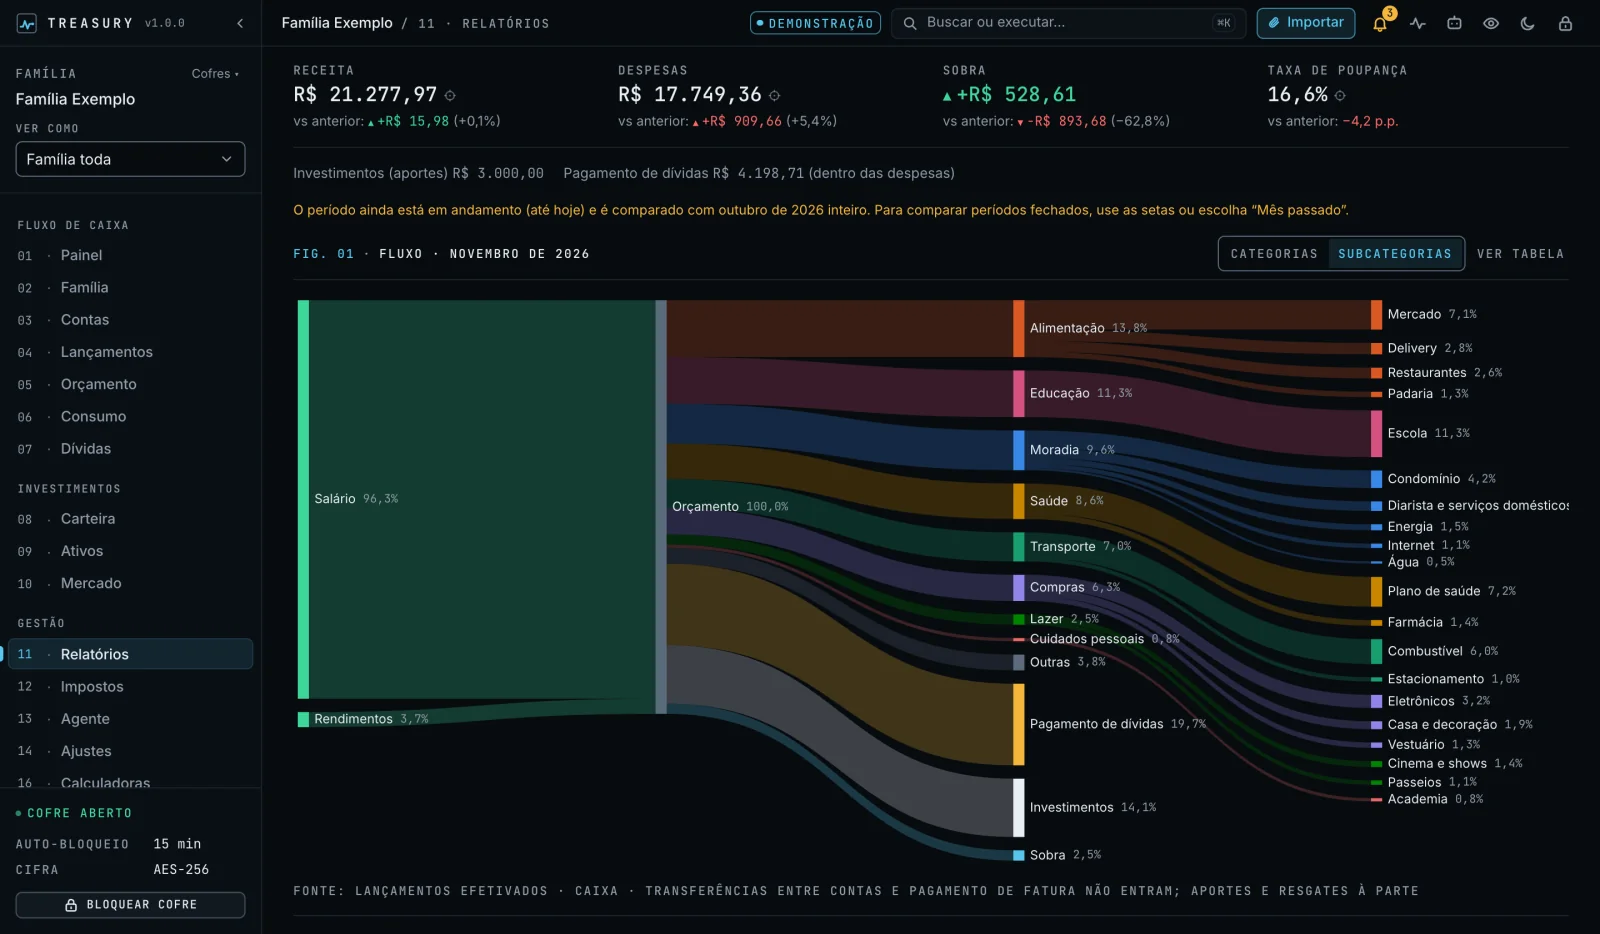 TREASURY v1.0.0
Família Exemplo / 11 · RELATÓRIOS
DEMONSTRAÇÃO
Buscar ou executar... ⌘K
Importar
3
FAMÍLIA
Cofres
Família Exemplo
VER COMO
Família toda
FLUXO DE CAIXA
01 · Painel
02 · Família
03 · Contas
04 · Lançamentos
05 · Orçamento
06 · Consumo
07 · Dívidas
INVESTIMENTOS
08 · Carteira
09 · Ativos
10 · Mercado
GESTÃO
11 · Relatórios
12 · Impostos
13 · Agente
14 · Ajustes
16 · Calculadoras
COFRE ABERTO
AUTO-BLOQUEIO 15 min
CIFRA AES-256
BLOQUEAR COFRE
RECEITA
R$ 21.277,97
vs anterior: ▲ +R$ 15,98 (+0,1%)
DESPESAS
R$ 17.749,36
vs anterior: ▲ +R$ 909,66 (+5,4%)
SOBRA
▲ +R$ 528,61
vs anterior: ▼ -R$ 893,68 (−62,8%)
TAXA DE POUPANÇA
16,6%
vs anterior: −4,2 p.p.
Investimentos (aportes) R$ 3.000,00 Pagamento de dívidas R$ 4.198,71 (dentro das despesas)
O período ainda está em andamento (até hoje) e é comparado com outubro de 2026 inteiro. Para comparar períodos fechados, use as setas ou escolha “Mês passado”.
FIG. 01 · FLUXO · NOVEMBRO DE 2026
CATEGORIAS SUBCATEGORIAS VER TABELA
Salário 96,3%
Rendimentos 3,7%
Orçamento 100,0%
Alimentação 13,8%
Educação 11,3%
Moradia 9,6%
Saúde 8,6%
Transporte 7,0%
Compras 6,3%
Lazer 2,5%
Cuidados pessoais 0,8%
Outras 3,8%
Pagamento de dívidas 19,7%
Investimentos 14,1%
Sobra 2,5%
Mercado 7,1%
Delivery 2,8%
Restaurantes 2,6%
Padaria 1,3%
Escola 11,3%
Condomínio 4,2%
Diarista e serviços domésticos
Energia 1,5%
Internet 1,1%
Água 0,5%
Plano de saúde 7,2%
Farmácia 1,4%
Combustível 6,0%
Estacionamento 1,0%
Eletrônicos 3,2%
Casa e decoração 1,9%
Vestuário 1,3%
Cinema e shows 1,4%
Passeios 1,1%
Academia 0,8%
FONTE: LANÇAMENTOS EFETIVADOS · CAIXA · TRANSFERÊNCIAS ENTRE CONTAS E PAGAMENTO DE FATURA NÃO ENTRAM; APORTES E RESGATES À PARTE